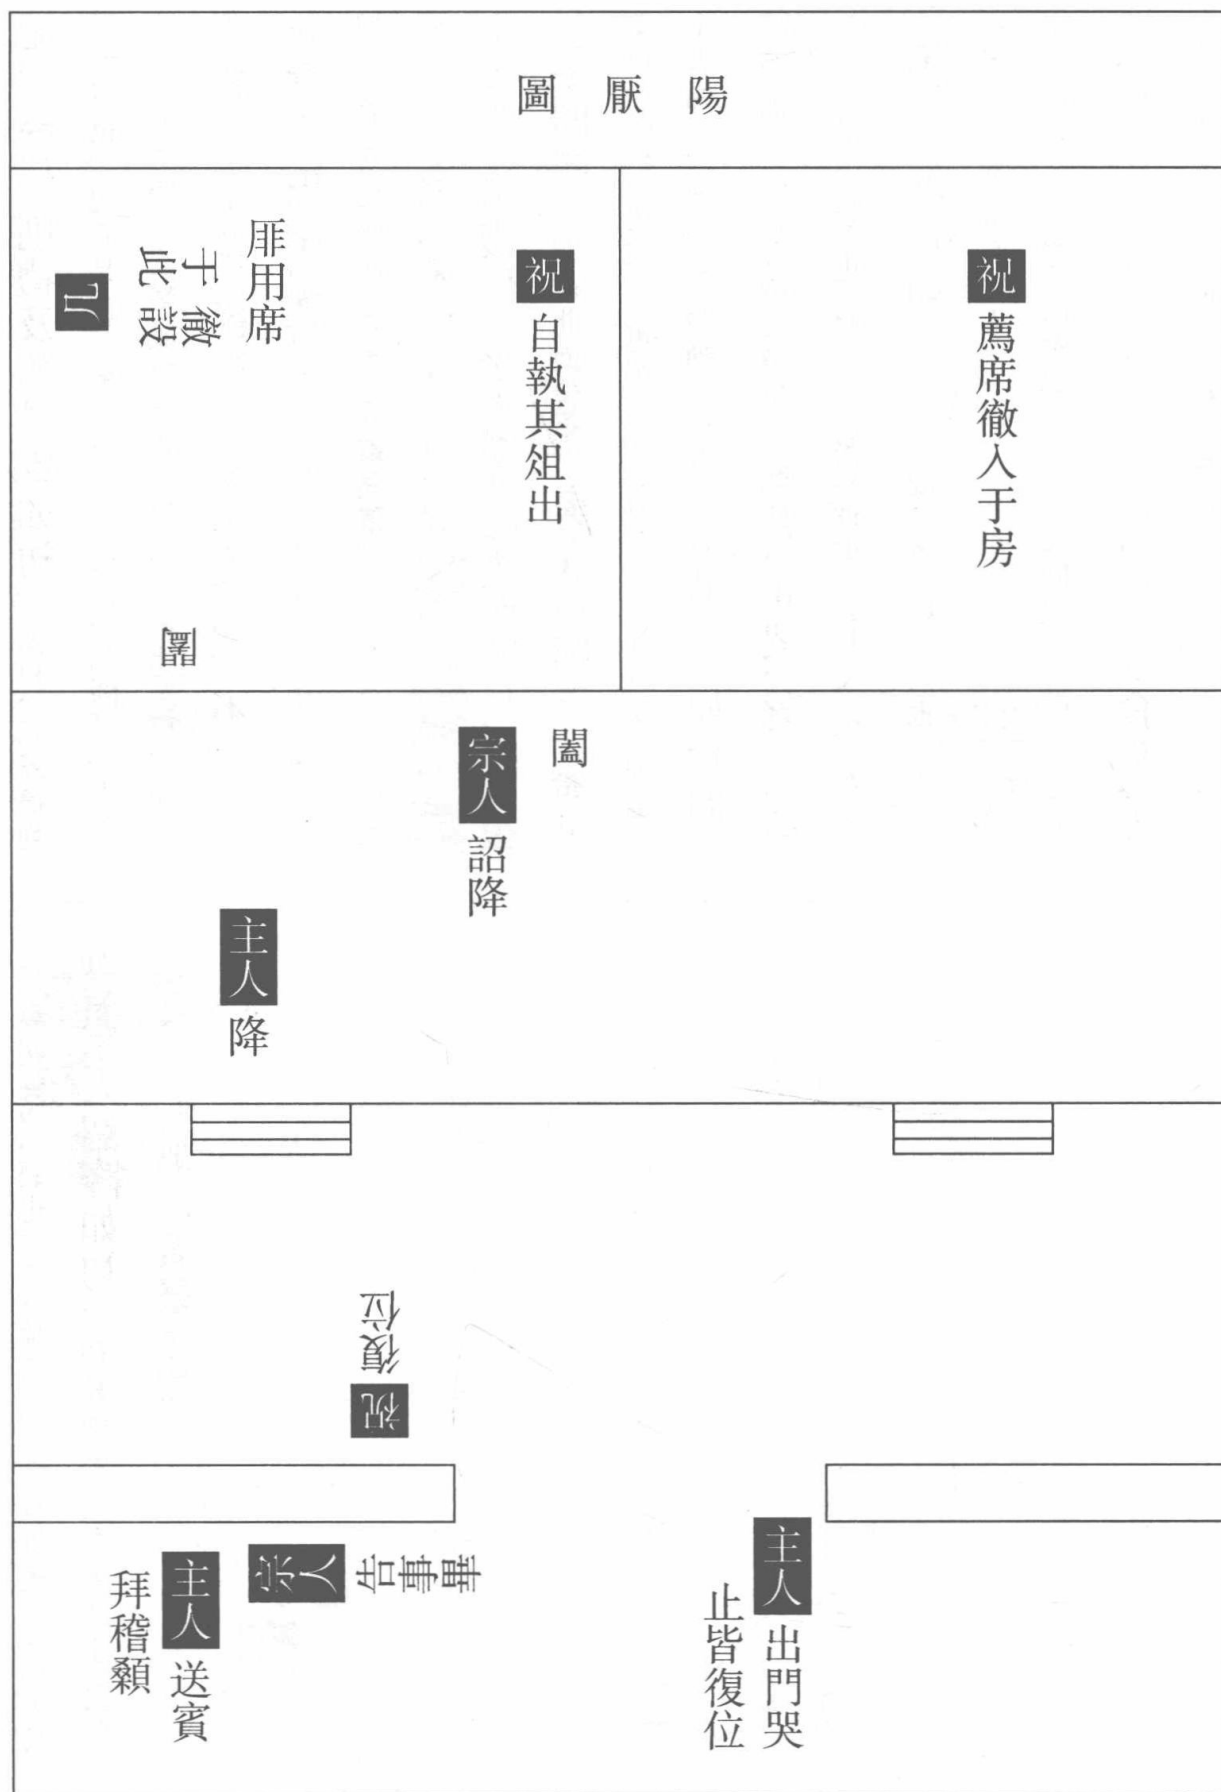 陽厭圖
祝薦席徹入于房
祝自執其俎出
厞用席
徹設
于此
几
闔
闔
宗人詔降
主人降
祝復位
主人出門哭
止皆復位
宗人告事畢
主人送賓
拜稽顙